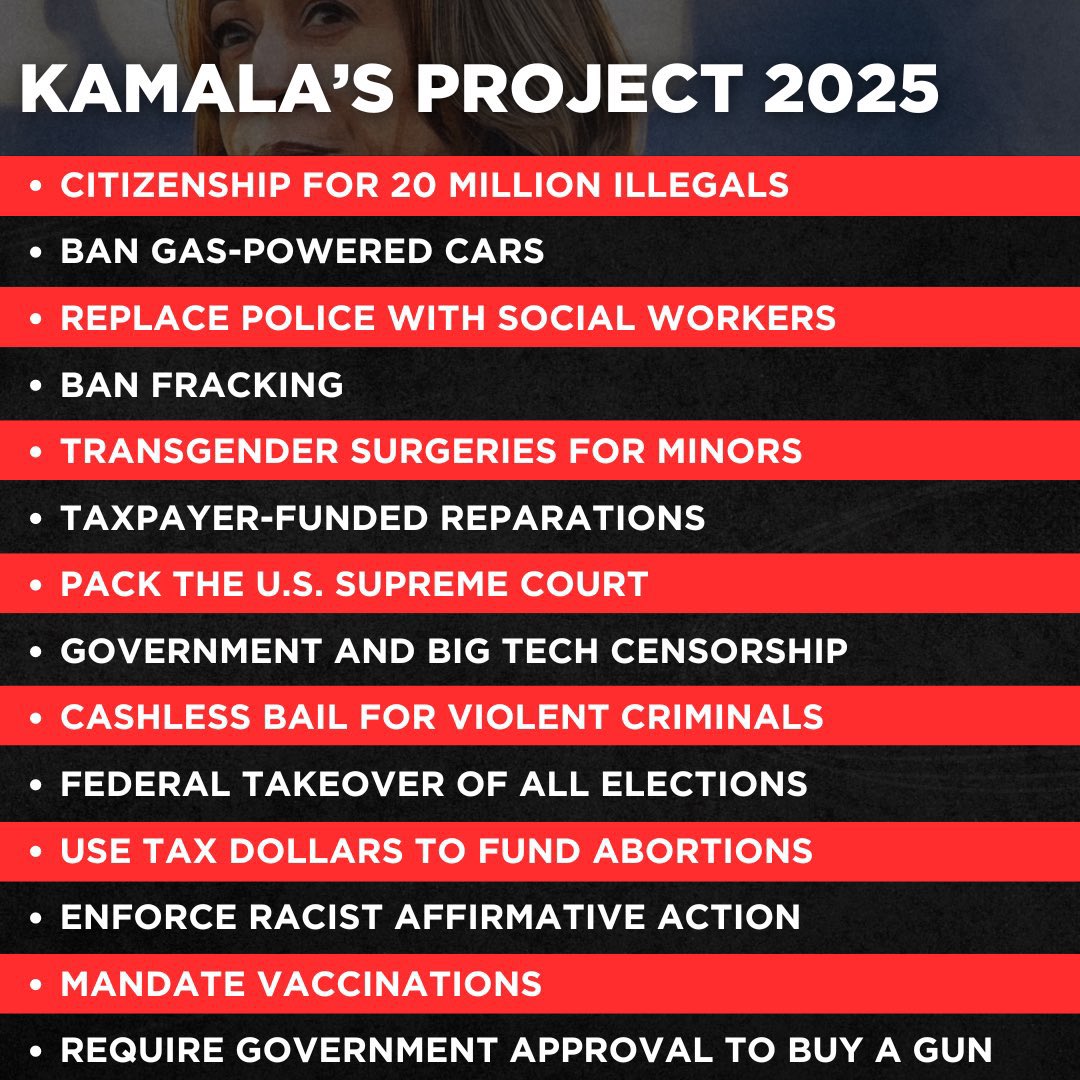 KAMALA'S PROJECT 2025
• CITIZENSHIP FOR 20 MILLION ILLEGALS
• BAN GAS-POWERED CARS
• REPLACE POLICE WITH SOCIAL WORKERS
• BAN FRACKING
• TRANSGENDER SURGERIES FOR MINORS
• TAXPAYER-FUNDED REPARATIONS
• PACK THE U.S. SUPREME COURT
• GOVERNMENT AND BIG TECH CENSORSHIP
• CASHLESS BAIL FOR VIOLENT CRIMINALS
• FEDERAL TAKEOVER OF ALL ELECTIONS
• USE TAX DOLLARS TO FUND ABORTIONS
• ENFORCE RACIST AFFIRMATIVE ACTION
• MANDATE VACCINATIONS
• REQUIRE GOVERNMENT APPROVAL TO BUY A GUN